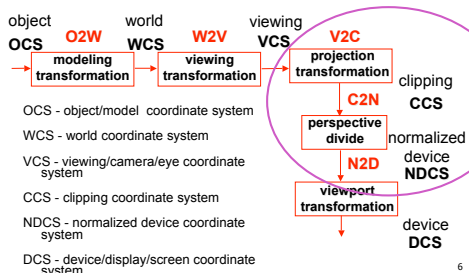 object O2W world W2V viewing V2C
OCS WCS VCS
modeling transformation
viewing transformation
projection transformation
clipping
C2N CCS
OCS - object/model coordinate system
WCS - world coordinate system
VCS - viewing/camera/eye coordinate
system
CCS - clipping coordinate system
NDCS - normalized device coordinate
system
DCS - device/display/screen coordinate
system
perspective
divide
normalized
device
N2D NDCS
viewport
transformation
device
DCS
6